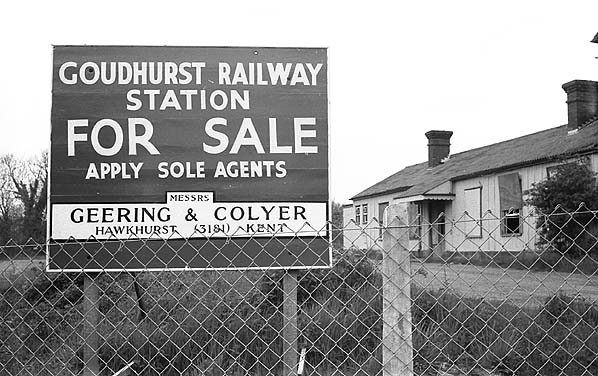 GOUDHURST RAILWAY
STATION
FOR SALE
APPLY SOLE AGENTS
MESSRS
GEERING & COLYER
HAWKHURST (3181) KENT